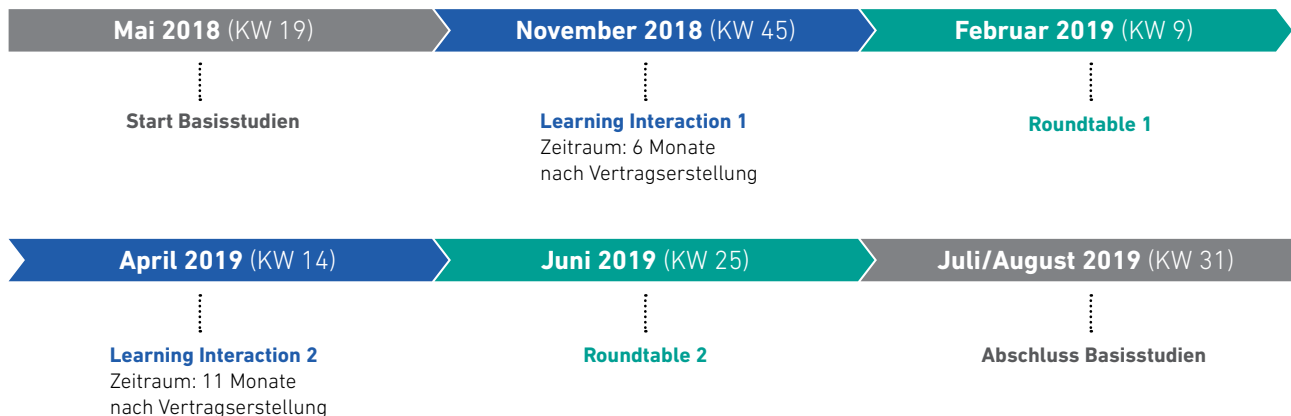 Mai 2018 (KW 19)
November 2018 (KW 45)
Februar 2019 (KW 9)
Start Basisstudien
Learning Interaction 1
Zeitraum: 6 Monate
nach Vertragserstellung
Roundtable 1
April 2019 (KW 14)
Juni 2019 (KW 25)
Juli/August 2019 (KW 31)
Learning Interaction 2
Zeitraum: 11 Monate
nach Vertragserstellung
Roundtable 2
Abschluss Basisstudien